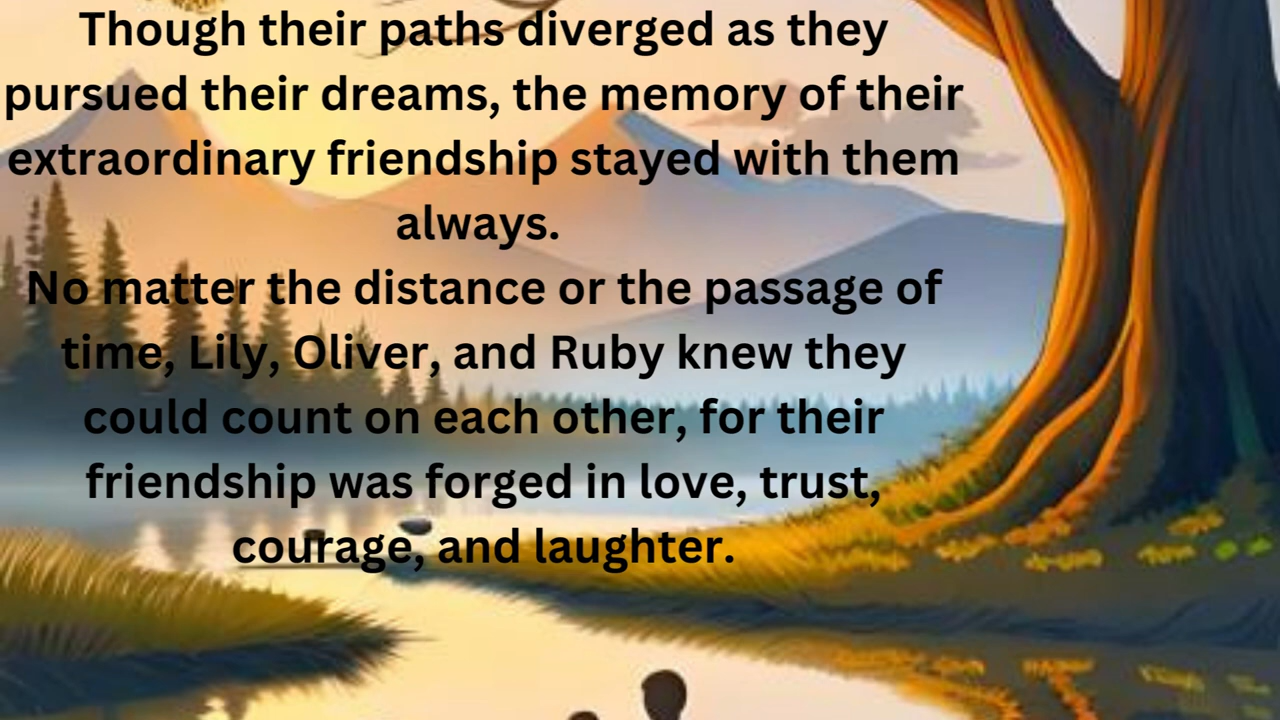 Though their paths diverged as they
pursued their dreams, the memory of their
extraordinary friendship stayed with them
always.
No matter the distance or the passage of
time, Lily, Oliver, and Ruby knew they
could count on each other, for their
friendship was forged in love, trust,
courage, and laughter.